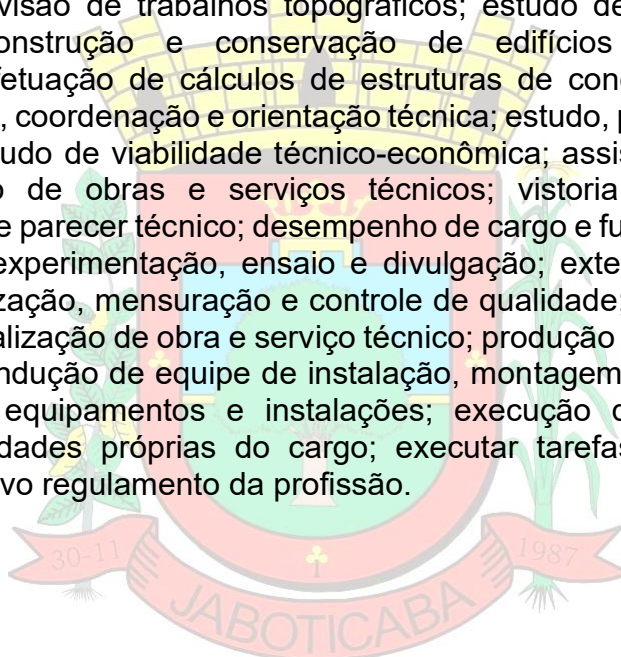 visão de trabalhos topográficos; estudo de
onstrução e conservação de edifícios
fetuação de cálculos de estruturas de con
, coordenação e orientação técnica; estudo, p
udo de viabilidade técnico-econômica; assis
o de obras e serviços técnicos; vistoria
e parecer técnico; desempenho de cargo e fu
experimentação, ensaio e divulgação; exte
zação, mensuração e controle de qualidade;
alização de obra e serviço técnico; produção
ndução de equipe de instalação, montagem
equipamentos e instalações; execução d
dades próprias do cargo; executar tarefas
vo regulamento da profissão.
30-11 1987
JABOTICABA